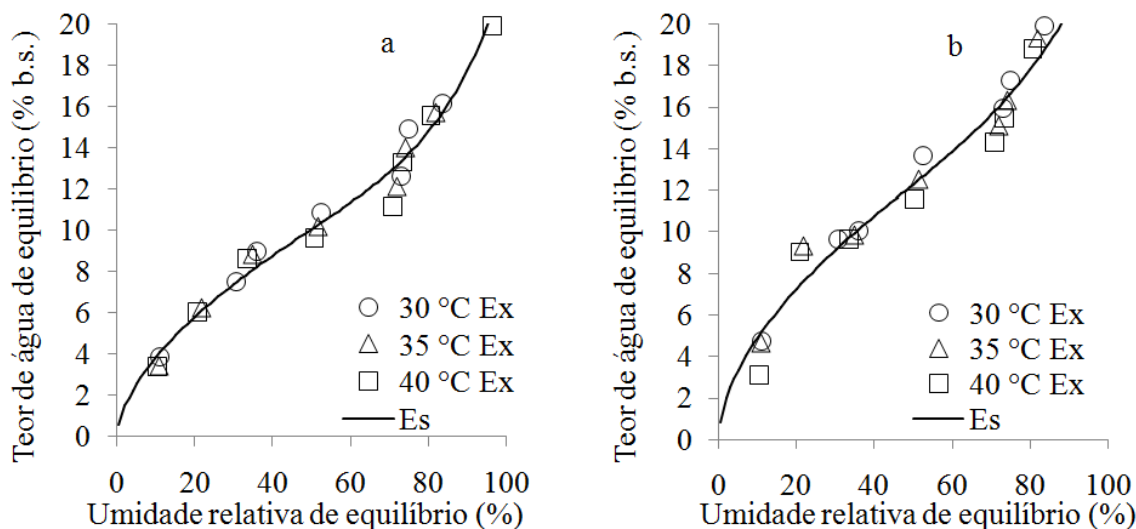 Teor de água de equilibrio (% b.s.)
20
18
16
14
12
10
8
6
4
2
0
a
30 °C Ex
35 °C Ex
40 °C Ex
Es
0 20 40 60 80 100
Umidade relativa de equilíbrio (%)
Teor de água de equilibrio (% b.s.)
20
18
16
14
12
10
8
6
4
2
0
b
30 °C Ex
35 °C Ex
40 °C Ex
Es
0 20 40 60 80 100
Umidade relativa de equilíbrio (%)